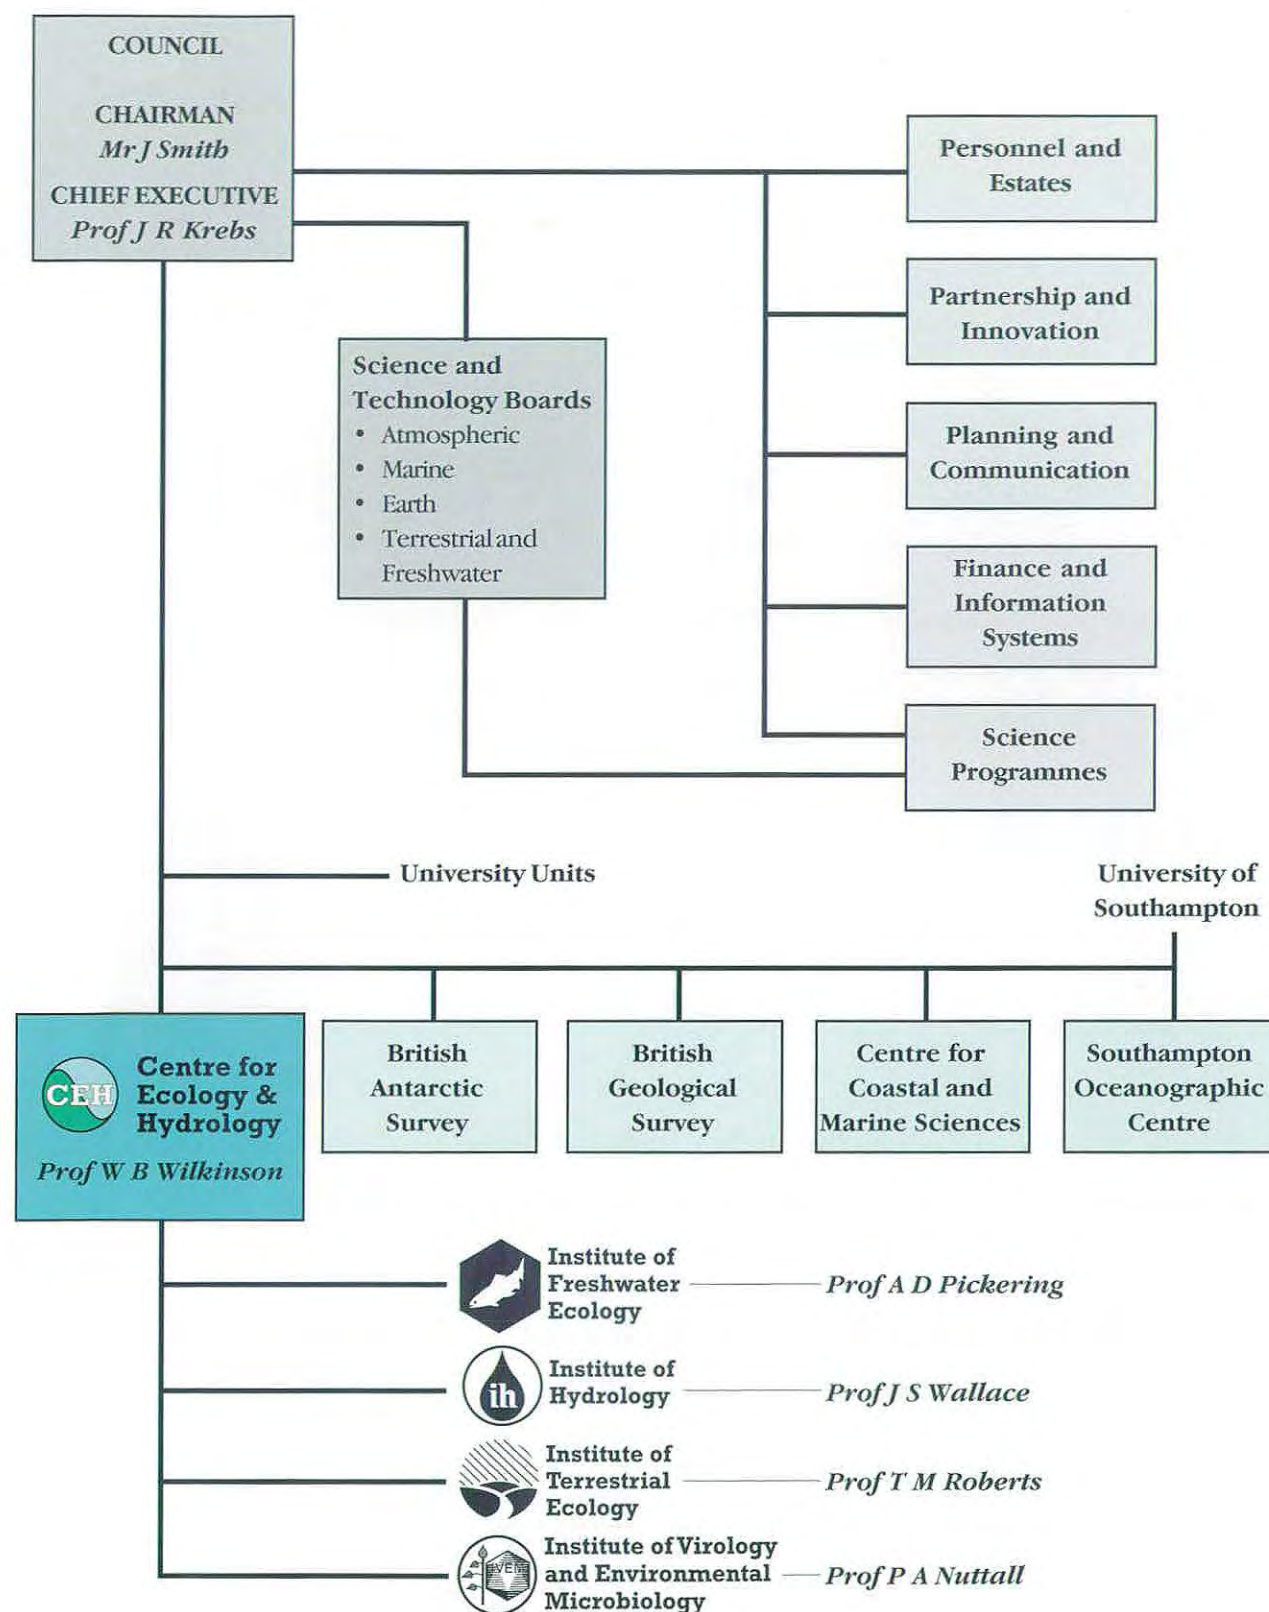 COUNCIL
CHAIRMAN
Mr J Smith
CHIEF EXECUTIVE
Prof J R Krebs
Personnel and
Estates
Partnership and
Innovation
Planning and
Communication
Finance and
Information
Systems
Science
Programmes
Science and
Technology Boards
• Atmospheric
• Marine
• Earth
• Terrestrial and
Freshwater
University Units
University of
Southampton
CEH
Centre for
Ecology &
Hydrology
Prof W B Wilkinson
British
Antarctic
Survey
British
Geological
Survey
Centre for
Coastal and
Marine Sciences
Southampton
Oceanographic
Centre
Institute of
Freshwater
Ecology
Prof A D Pickering
ih
Institute of
Hydrology
Prof J S Wallace
Institute of
Terrestrial
Ecology
Prof T M Roberts
Institute of Virology
and Environmental
Microbiology
Prof P A Nuttall